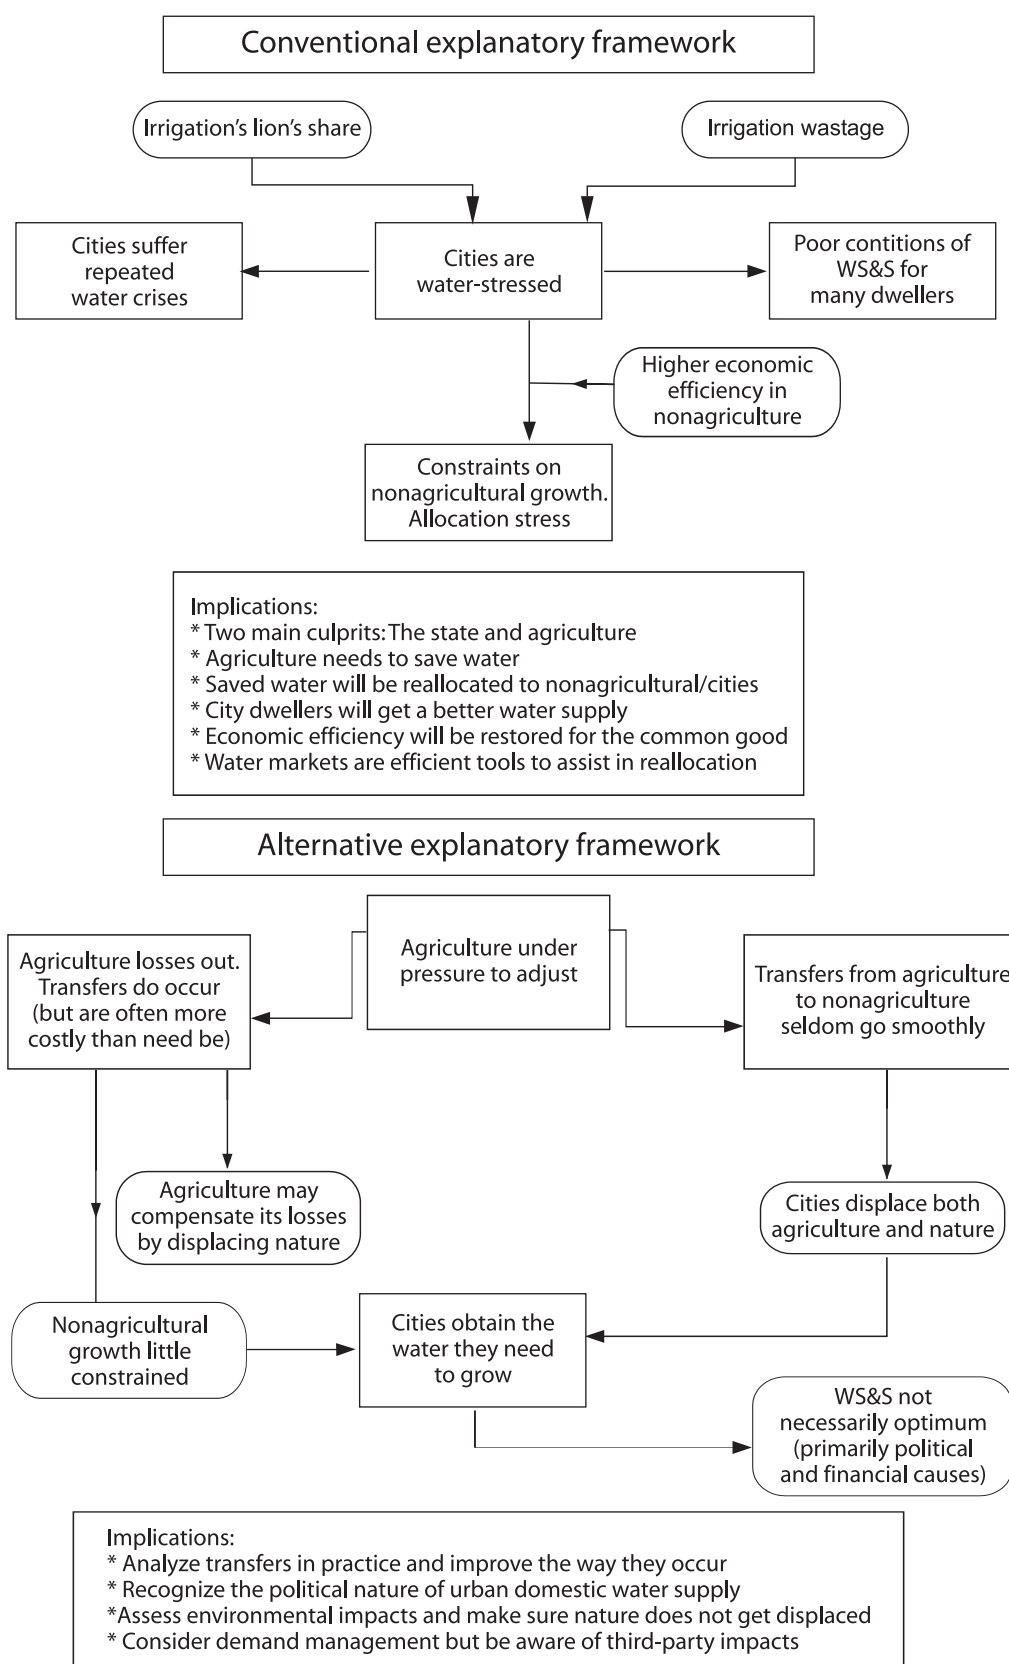 Conventional explanatory framework
Irrigation's lion's share
Irrigation wastage
Cities suffer
repeated
water crises
Cities are
water-stressed
Poor contitions of
WS&S for
many dwellers
Higher economic
efficiency in
nonagriculture
Constraints on
nonagricultural growth.
Allocation stress
Implications:
* Two main culprits: The state and agriculture
* Agriculture needs to save water
* Saved water will be reallocated to nonagricultural/cities
* City dwellers will get a better water supply
* Economic efficiency will be restored for the common good
* Water markets are efficient tools to assist in reallocation
Alternative explanatory framework
Agriculture losses out.
Transfers do occur
(but are often more
costly than need be)
Agriculture under
pressure to adjust
Transfers from agriculture
to nonagriculture
seldom go smoothly
Agriculture may
compensate its losses
by displacing nature
Cities displace both
agriculture and nature
Nonagricultural
growth little
constrained
Cities obtain the
water they need
to grow
WS&S not
necessarily optimum
(primarily political
and financial causes)
Implications:
* Analyze transfers in practice and improve the way they occur
* Recognize the political nature of urban domestic water supply
*Assess environmental impacts and make sure nature does not get displaced
* Consider demand management but be aware of third-party impacts